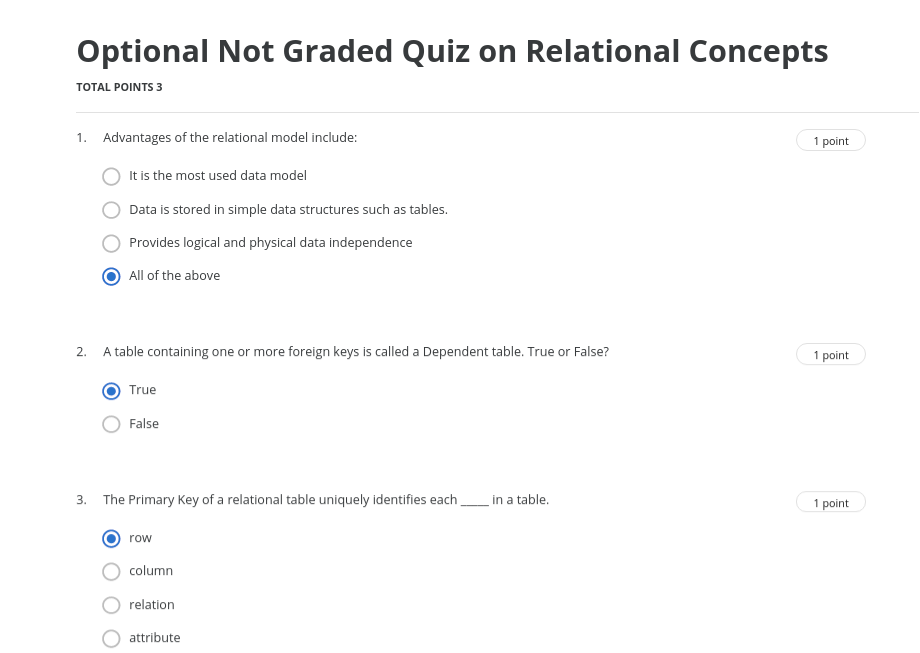 Optional Not Graded Quiz on Relational Concepts
TOTAL POINTS 3
1. Advantages of the relational model include:
1 point
It is the most used data model
Data is stored in simple data structures such as tables.
Provides logical and physical data independence
All of the above
2. A table containing one or more foreign keys is called a Dependent table. True or False?
1 point
True
False
3. The Primary Key of a relational table uniquely identifies each _____ in a table.
1 point
row
column
relation
attribute